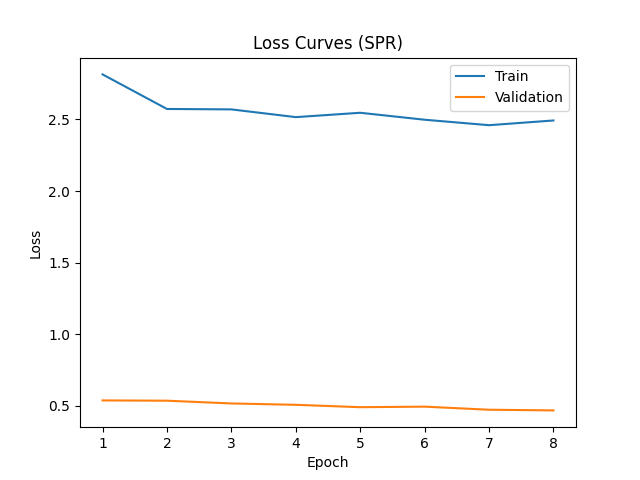 Loss Curves (SPR)
Train
Validation
Loss
2.5
2.0
1.5
1.0
0.5
1 2 3 4 5 6 7 8
Epoch